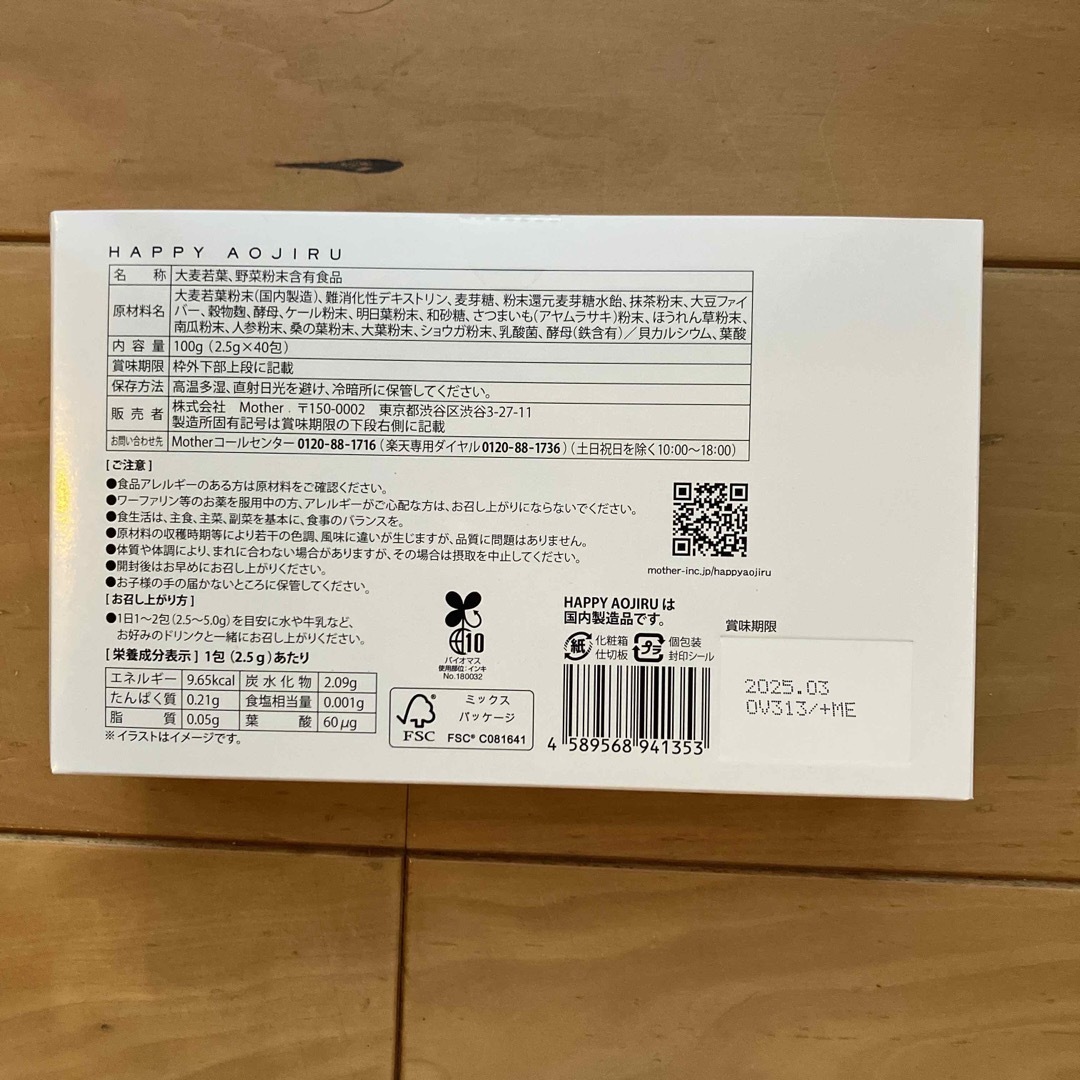 HAPPY AOJIRU
名 称 大麦若葉、野菜粉末含有食品
原材料名 大麦若葉粉末(国内製造)、難消化性デキストリン、麦芽糖、粉末還元麦芽糖水飴、抹茶粉末、大豆ファイ
バー、穀物麹、酵母、ケール粉末、明日葉粉末、和砂糖、さつまいも(アヤムラサキ)粉末、ほうれん草粉末、
南瓜粉末、人参粉末、桑の葉粉末、大葉粉末、ショウガ粉末、乳酸菌、酵母(鉄含有)/貝カルシウム、葉酸
内容量 100g (2.5g×40包)
賞味期限 枠外下部上段に記載
保存方法 高温多湿、直射日光を避け、冷暗所に保管してください。
販売者 株式会社 Mother. 〒150-0002 東京都渋谷区渋谷3-27-11
製造所固有記号は賞味期限の下段右側に記載
お問い合わせ先 Motherコールセンター 0120-88-1716 (楽天専用ダイヤル 0120-88-1736) (土日祝日を除く10:00~18:00)
[ご注意]
●食品アレルギーのある方は原材料をご確認ください。
●ワーファリン等のお薬を服用中の方、アレルギーがご心配な方は、お召し上がりにならないでください。
●食生活は、主食、主菜、副菜を基本に、食事のバランスを。
●原材料の収穫時期等により若干の色調、風味に違いが生じますが、品質に問題はありません。
●体質や体調により、まれに合わない場合がありますが、その場合は摂取を中止してください。
●開封後はお早めにお召し上がりください。
●お子様の手の届かないところに保管してください。
mother-inc.jp/happyaojiru
[お召し上がり方]
●1日1~2包(2.5~5.0g)を目安に水や牛乳など、
お好みのドリンクと一緒にお召し上がりください。
[栄養成分表示] 1包 (2.5g)あたり
エネルギー 9.65kcal 炭水化物 2.09g
たんぱく質 0.21g 食塩相当量 0.001g
脂 質 0.05g 葉 酸 60μg
※イラストはイメージです。
10
バイオマス
使用部位:インキ
No.180032
FSC
ミックス
パッケージ
FSC® C081641
HAPPY AOJIRU は
国内製造品です。
紙 化粧箱
仕切板
プラ 個包装
封印シール
4 589568 941353
賞味期限
2025.03
OV313/+ME